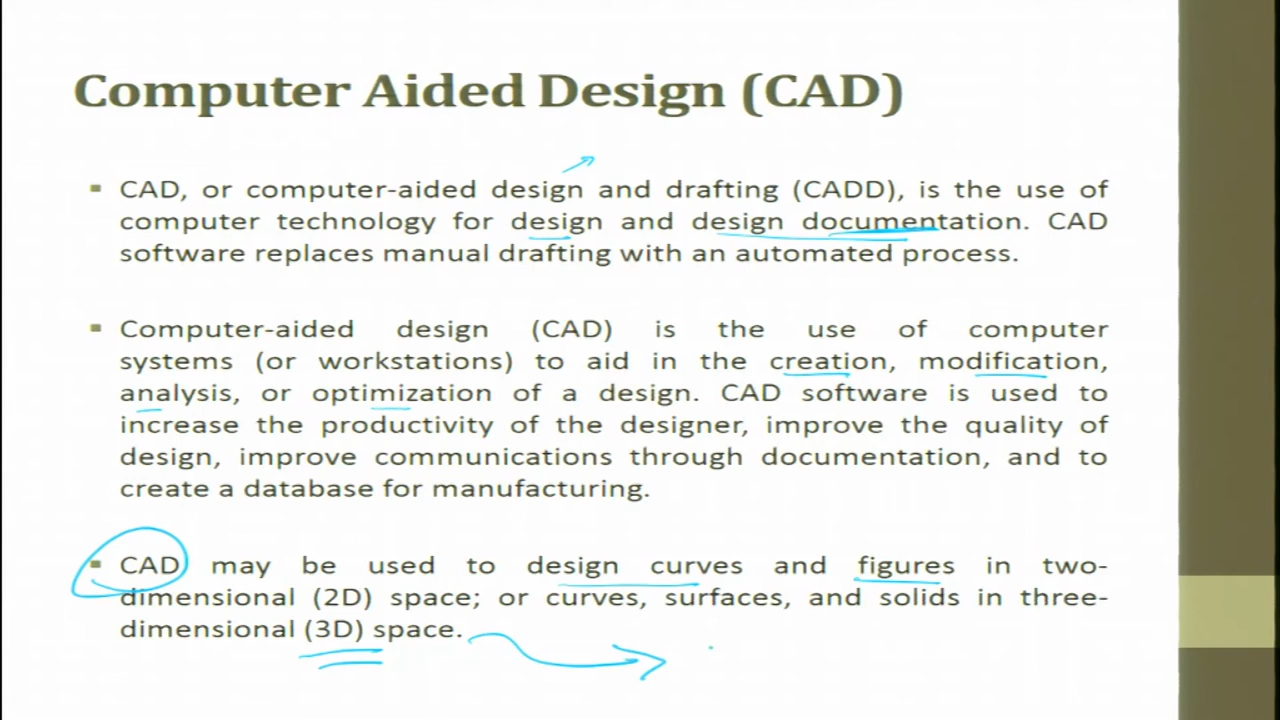 Computer Aided Design (CAD)
CAD, or computer-aided design and drafting (CADD), is the use of
computer technology for design and design documentation. CAD
software replaces manual drafting with an automated process.
Computer-aided design (CAD) is the use of computer
systems (or workstations) to aid in the creation, modification,
analysis, or optimization of a design. CAD software is used to
increase the productivity of the designer, improve the quality of
design, improve communications through documentation, and to
create a database for manufacturing.
CAD may be used to design curves and figures in two-
dimensional (2D) space; or curves, surfaces, and solids in three-
dimensional (3D) space.